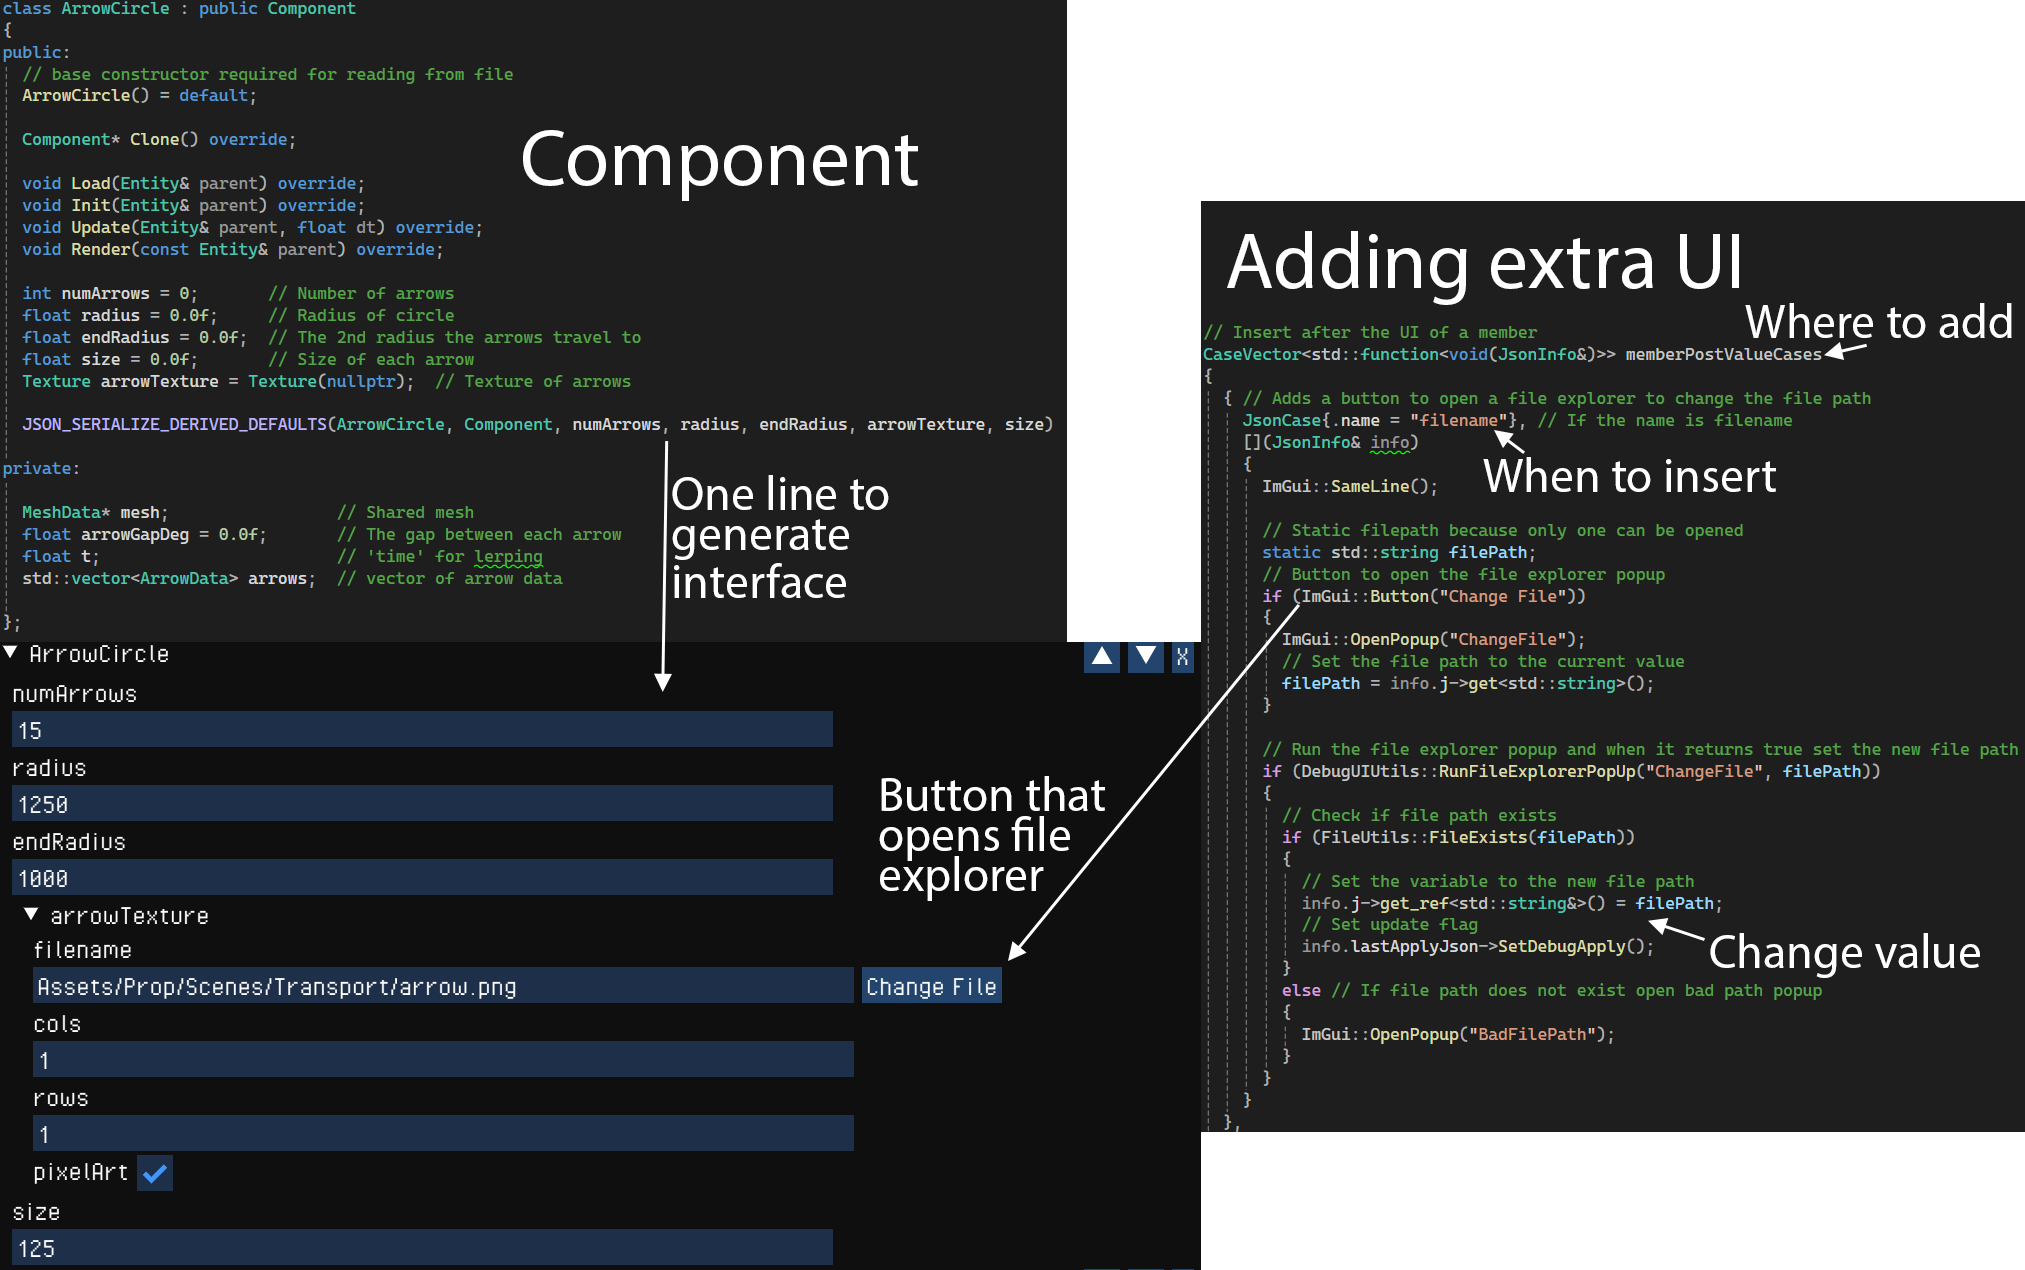 class ArrowCircle : public Component
{
public:
// base constructor required for reading from file
ArrowCircle() = default;
Component* Clone() override;
void Load(Entity& parent) override;
void Init(Entity& parent) override;
void Update(Entity& parent, float dt) override;
void Render(const Entity& parent) override;
int numArrows = 0; // Number of arrows
float radius = 0.0f; // Radius of circle
float endRadius = 0.0f; // The 2nd radius the arrows travel to
float size = 0.0f; // Size of each arrow
Texture arrowTexture = Texture(nullptr); // Texture of arrows
JSON_SERIALIZE_DERIVED_DEFAULTS(ArrowCircle, Component, numArrows, radius, endRadius, arrowTexture, size)
private:
MeshData* mesh; // Shared mesh
float arrowGapDeg = 0.0f; // The gap between each arrow
float t; // 'time' for lerping
std::vector<ArrowData> arrows; // vector of arrow data
};
Component
One line to
generate
interface
ArrowCircle
X
numArrows
15
radius
1250
endRadius
1000
arrowTexture
filename
Assets/Prop/Scenes/Transport/arrow.png
Change File
cols
1
rows
1
pixelArt
size
125
Button that
opens file
explorer
Adding extra UI
Where to add
// Insert after the UI of a member
CaseVector<std::function<void(JsonInfo&)>> memberPostValueCases
{
{ // Adds a button to open a file explorer to change the file path
JsonCase{.name = "filename"}, // If the name is filename
[](JsonInfo& info)
{
When to insert
ImGui::SameLine();
// Static filepath because only one can be opened
static std::string filePath;
// Button to open the file explorer popup
if (ImGui::Button("Change File"))
{
ImGui::OpenPopup("ChangeFile");
// Set the file path to the current value
filePath = info.j->get<std::string>();
}
// Run the file explorer popup and when it returns true set the new file path
if (DebugUIUtils::RunFileExplorerPopUp("ChangeFile", filePath))
{
// Check if file path exists
if (FileUtils::FileExists(filePath))
{
// Set the variable to the new file path
info.j->get_ref<std::string&>() = filePath;
// Set update flag
info.lastApplyJson->SetDebugApply();
Change value
}
else // If file path does not exist open bad path popup
{
ImGui::OpenPopup("BadFilePath");
}
}
}
},